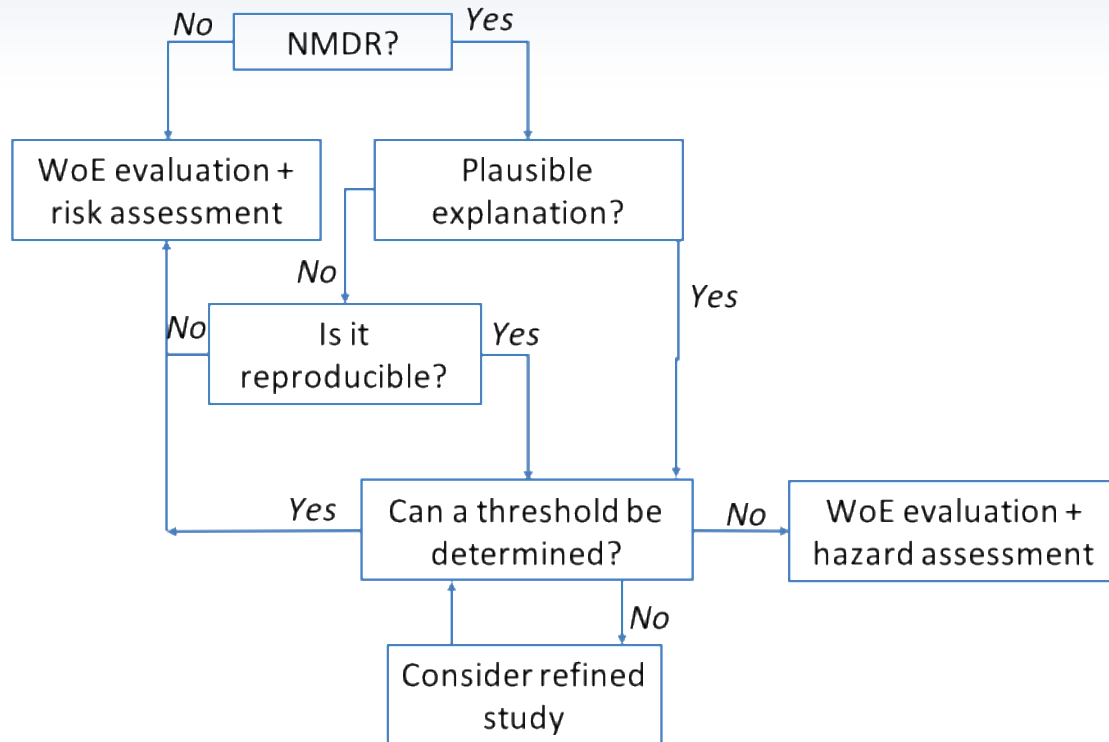 No
Yes
NMDR?
WoE evaluation +
risk assessment
Plausible
explanation?
No
Yes
No
Is it
reproducible?
Yes
Yes
Can a threshold be
determined?
No
WoE evaluation +
hazard assessment
No
Consider refined
study